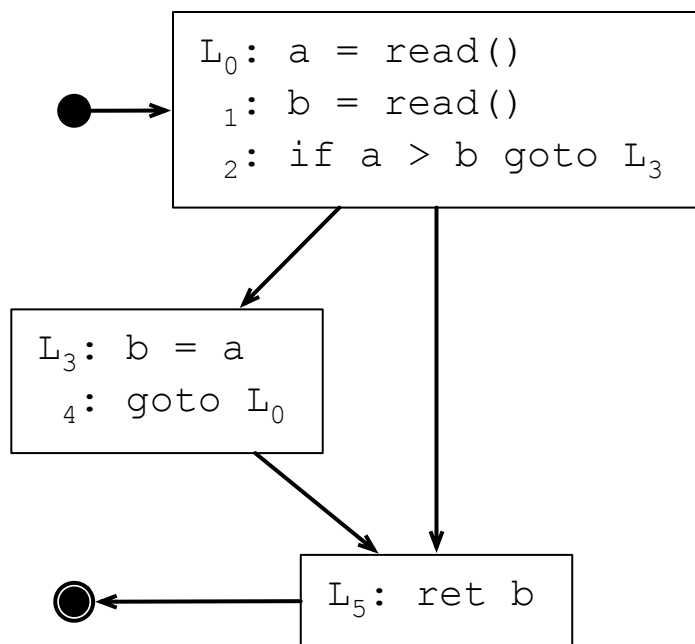 L₀: a = read()
₁: b = read()
₂: if a > b goto L₃
L₃: b = a
₄: goto L₀
L₅: ret b